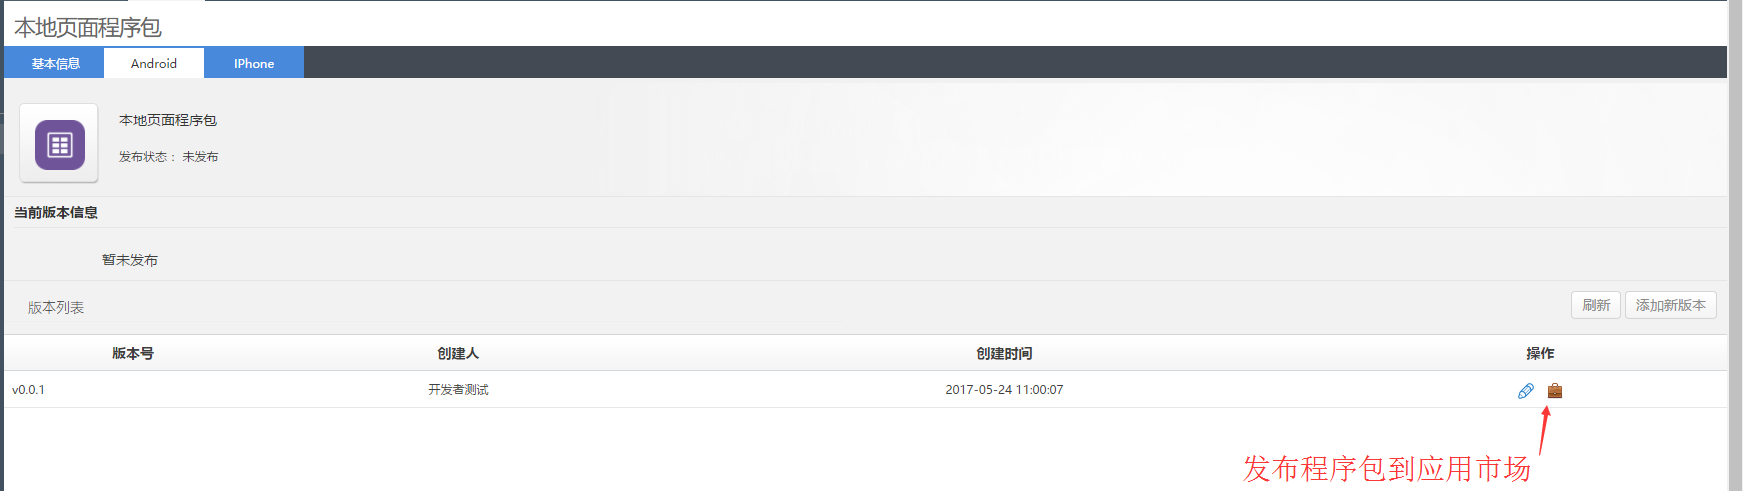 本地页面程序包
基本信息 Android IPhone
本地页面程序包
发布状态： 未发布
当前版本信息
暂未发布
版本列表 刷新 添加新版本
版本号 创建人 创建时间 操作
v0.0.1 开发者测试 2017-05-24 11:00:07
发布程序包到应用市场